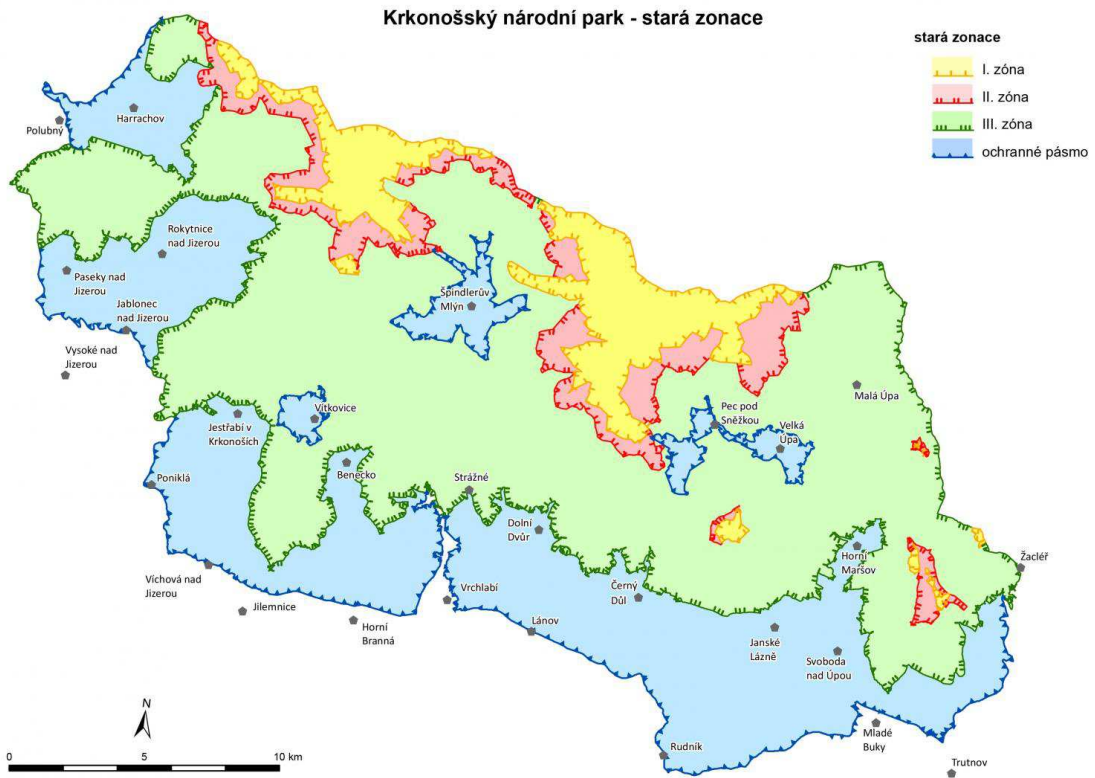 Krkonošský národní park - stará zonace
stará zonace
I. zóna
II. zóna
III. zóna
ochranné pásmo
Polubný
Harrachov
Rokytnice
nad Jizerou
Paseky nad
Jizerou
Jablonec
nad Jizerou
Vysoké nad
Jizerou
Špindlerův
Mlýn
Malá Úpa
Jestřabí v
Krkonoších
Vítkovice
Pec pod
Sněžkou
Velká
Úpa
Poniklá
Benecko
Strážné
Dolní
Dvůr
Horní
Maršov
Žacléř
Víchová nad
Jizerou
Jilemnice
Horní
Branná
Vrchlabí
Lánov
Černý
Důl
Janské
Lázně
Svoboda
nad Úpou
Mladé
Buky
Rudník
Trutnov
N
0 5 10 km